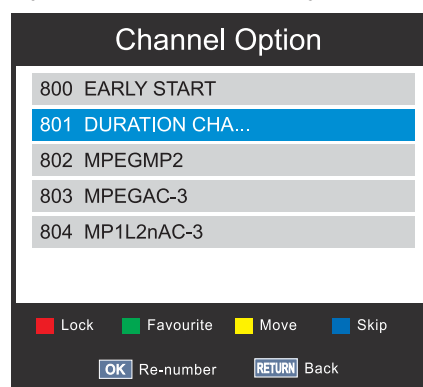 Channel Option
800 EARLY START
801 DURATION CHA...
802 MPEGMP2
803 MPEGAC-3
804 MP1L2nAC-3
Lock Favourite Move Skip
OK Re-number RETURN Back